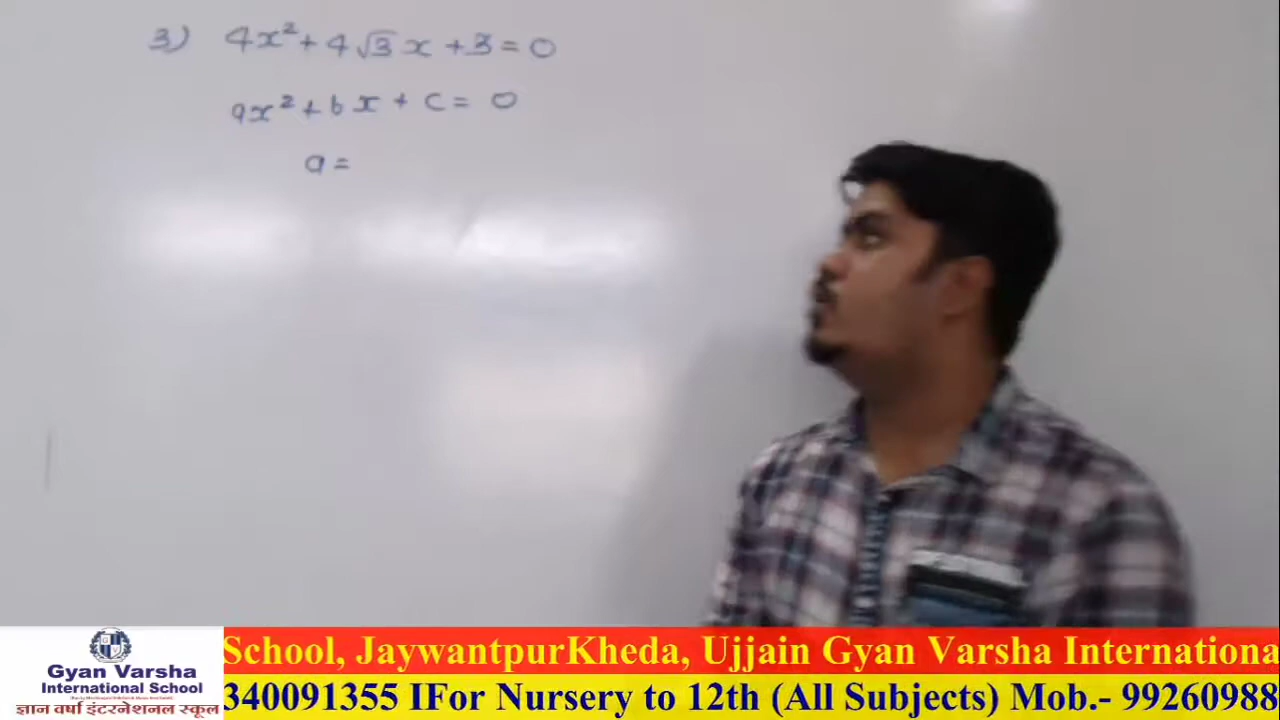 3) 4x²+4√3x+3=0
ax²+bx+c=0
a=
Gyan Varsha
International School
ज्ञान वर्षा इंटरनेशनल स्कूल
School, JaywantpurKheda, Ujjain Gyan Varsha Internationa
340091355 IFor Nursery to 12th (All Subjects) Mob.- 99260988